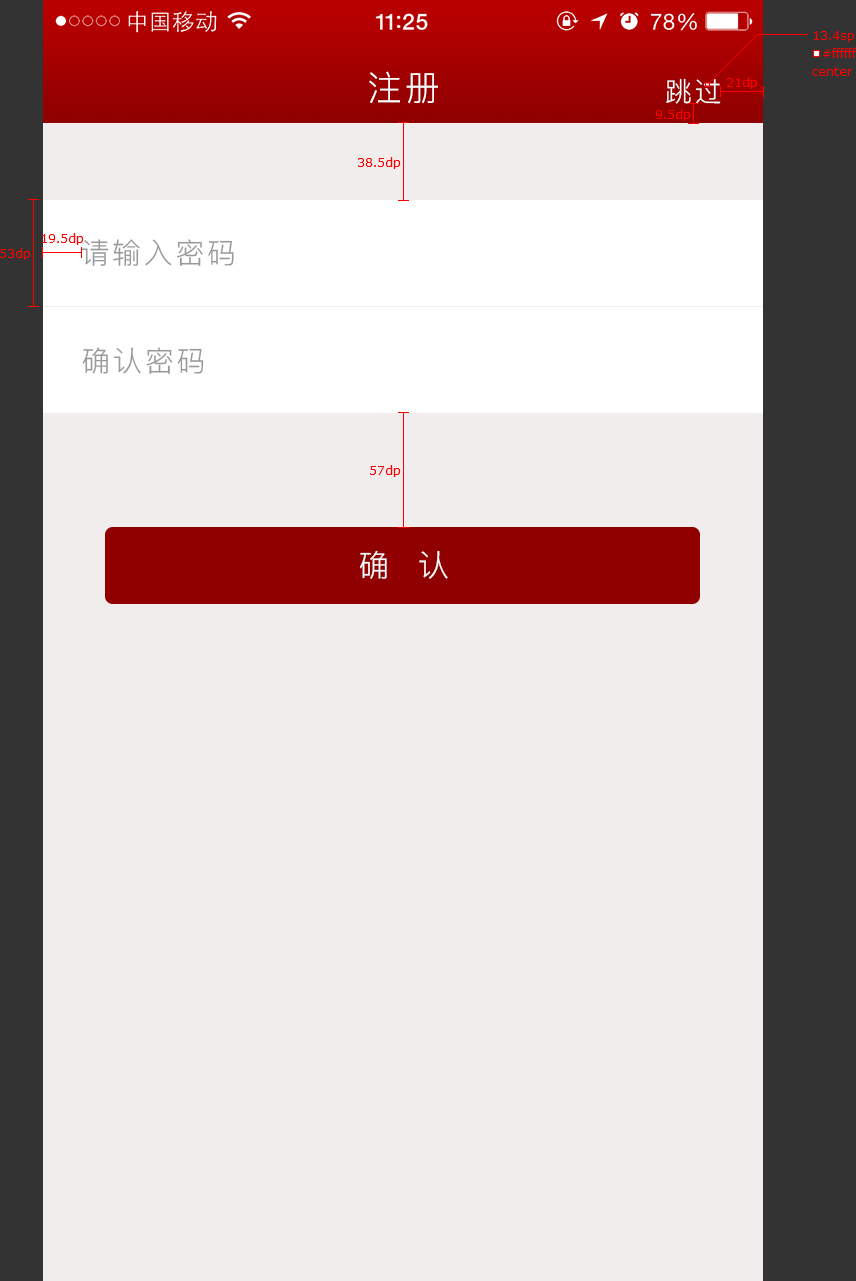 中国移动 11:25 78%
13.4sp
#ffffff
center
注册 跳过
21dp
9.5dp
38.5dp
19.5dp
53dp
请输入密码
确认密码
57dp
确 认